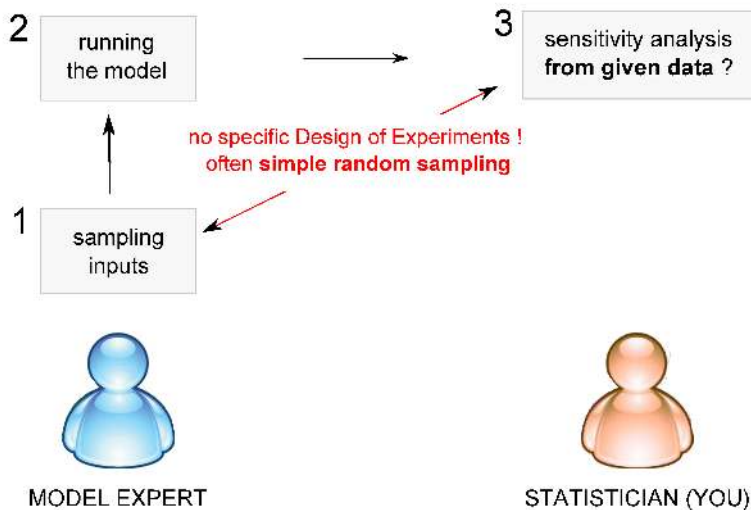 2
running
the model
3
sensitivity analysis
from given data ?
no specific Design of Experiments !
often simple random sampling
1
sampling
inputs
MODEL EXPERT
STATISTICIAN (YOU)